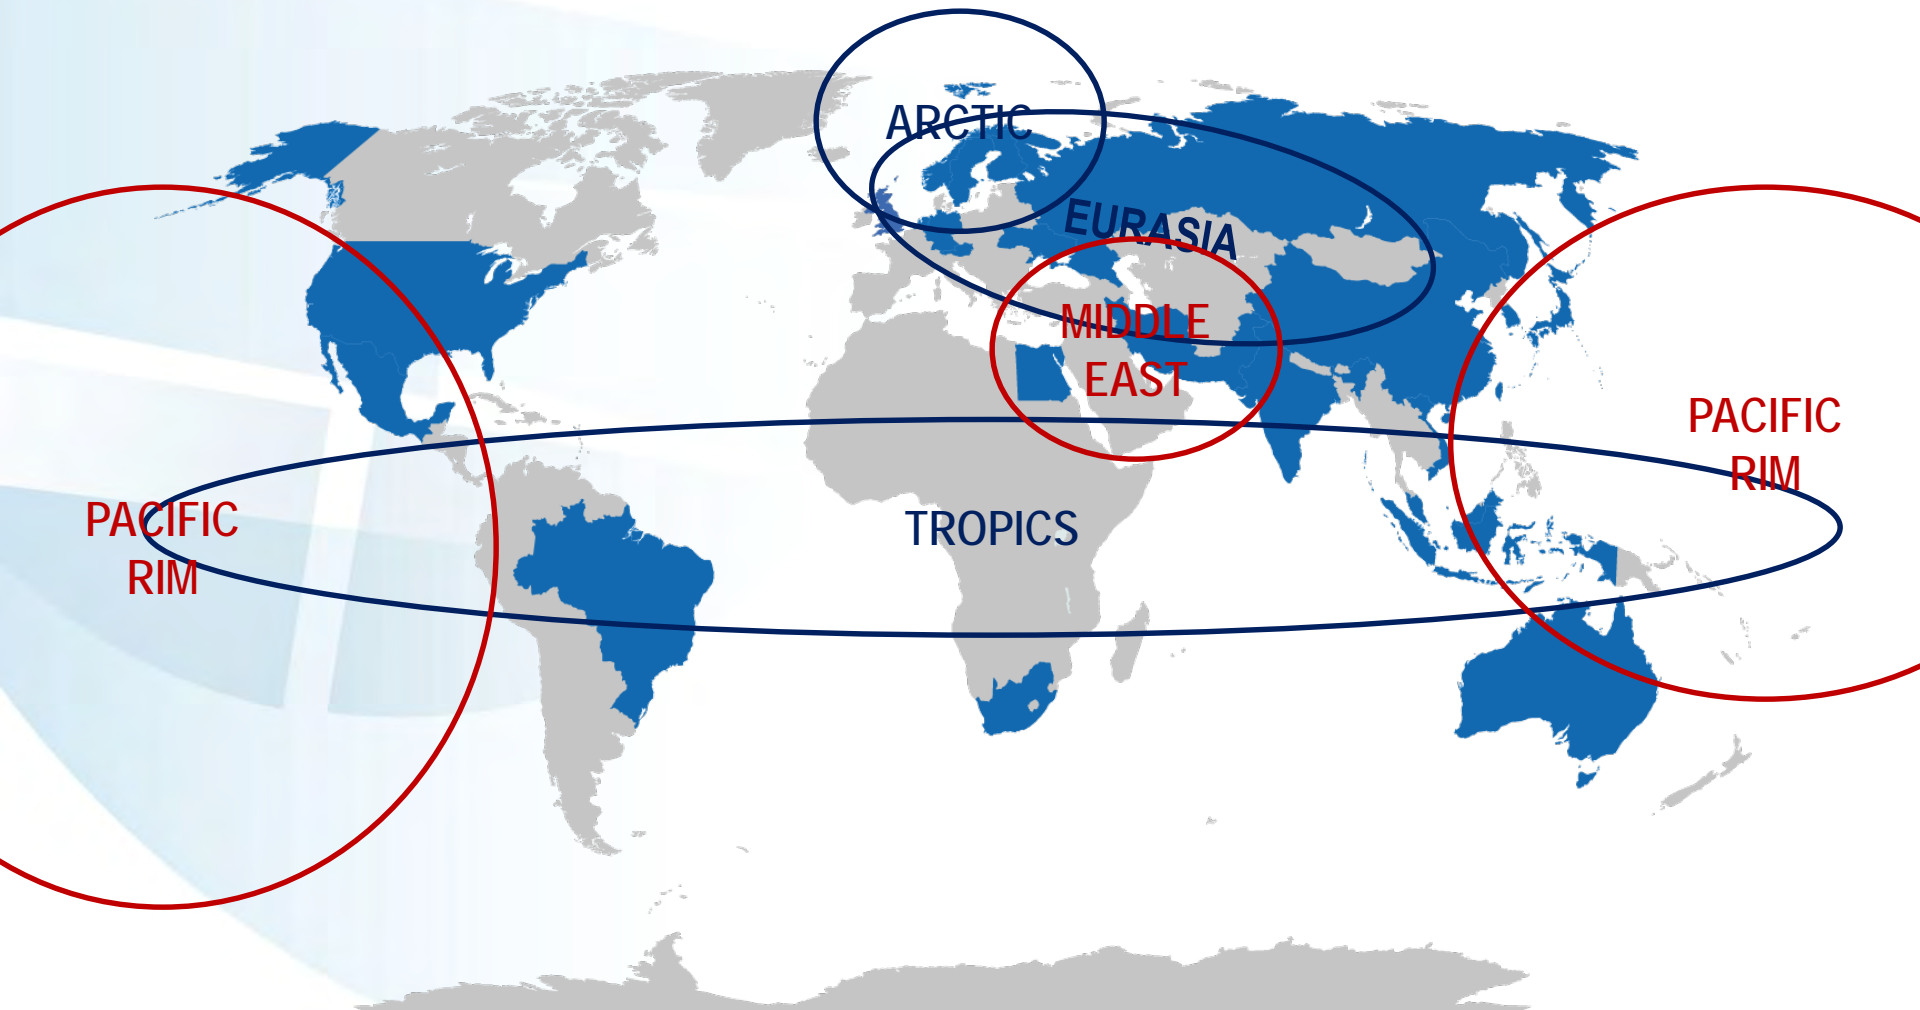 ARCTIC
EURASIA
MIDDLE
EAST
PACIFIC
RIM
PACIFIC
RIM
TROPICS